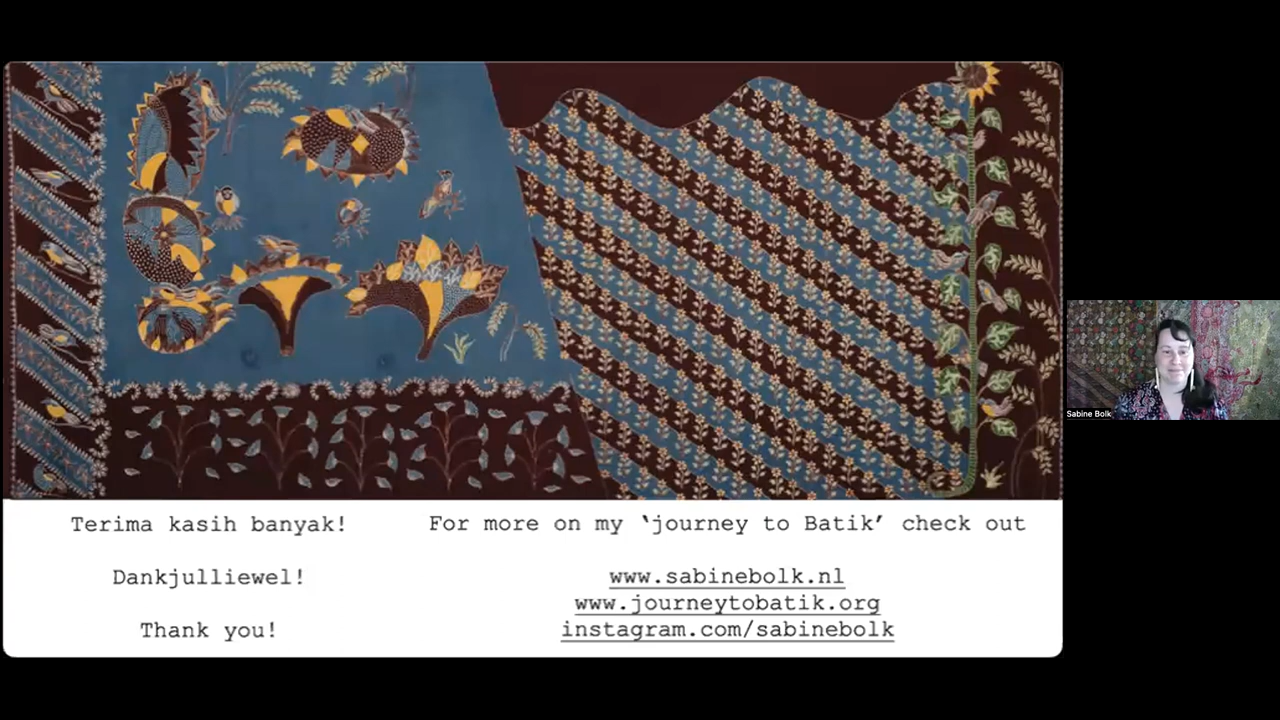 Terima kasih banyak!
Dankjulliewel!
Thank you!
For more on my ‘journey to Batik’ check out
www.sabinebolk.nl
www.journeytobatik.org
instagram.com/sabinebolk
Sabine Bolk